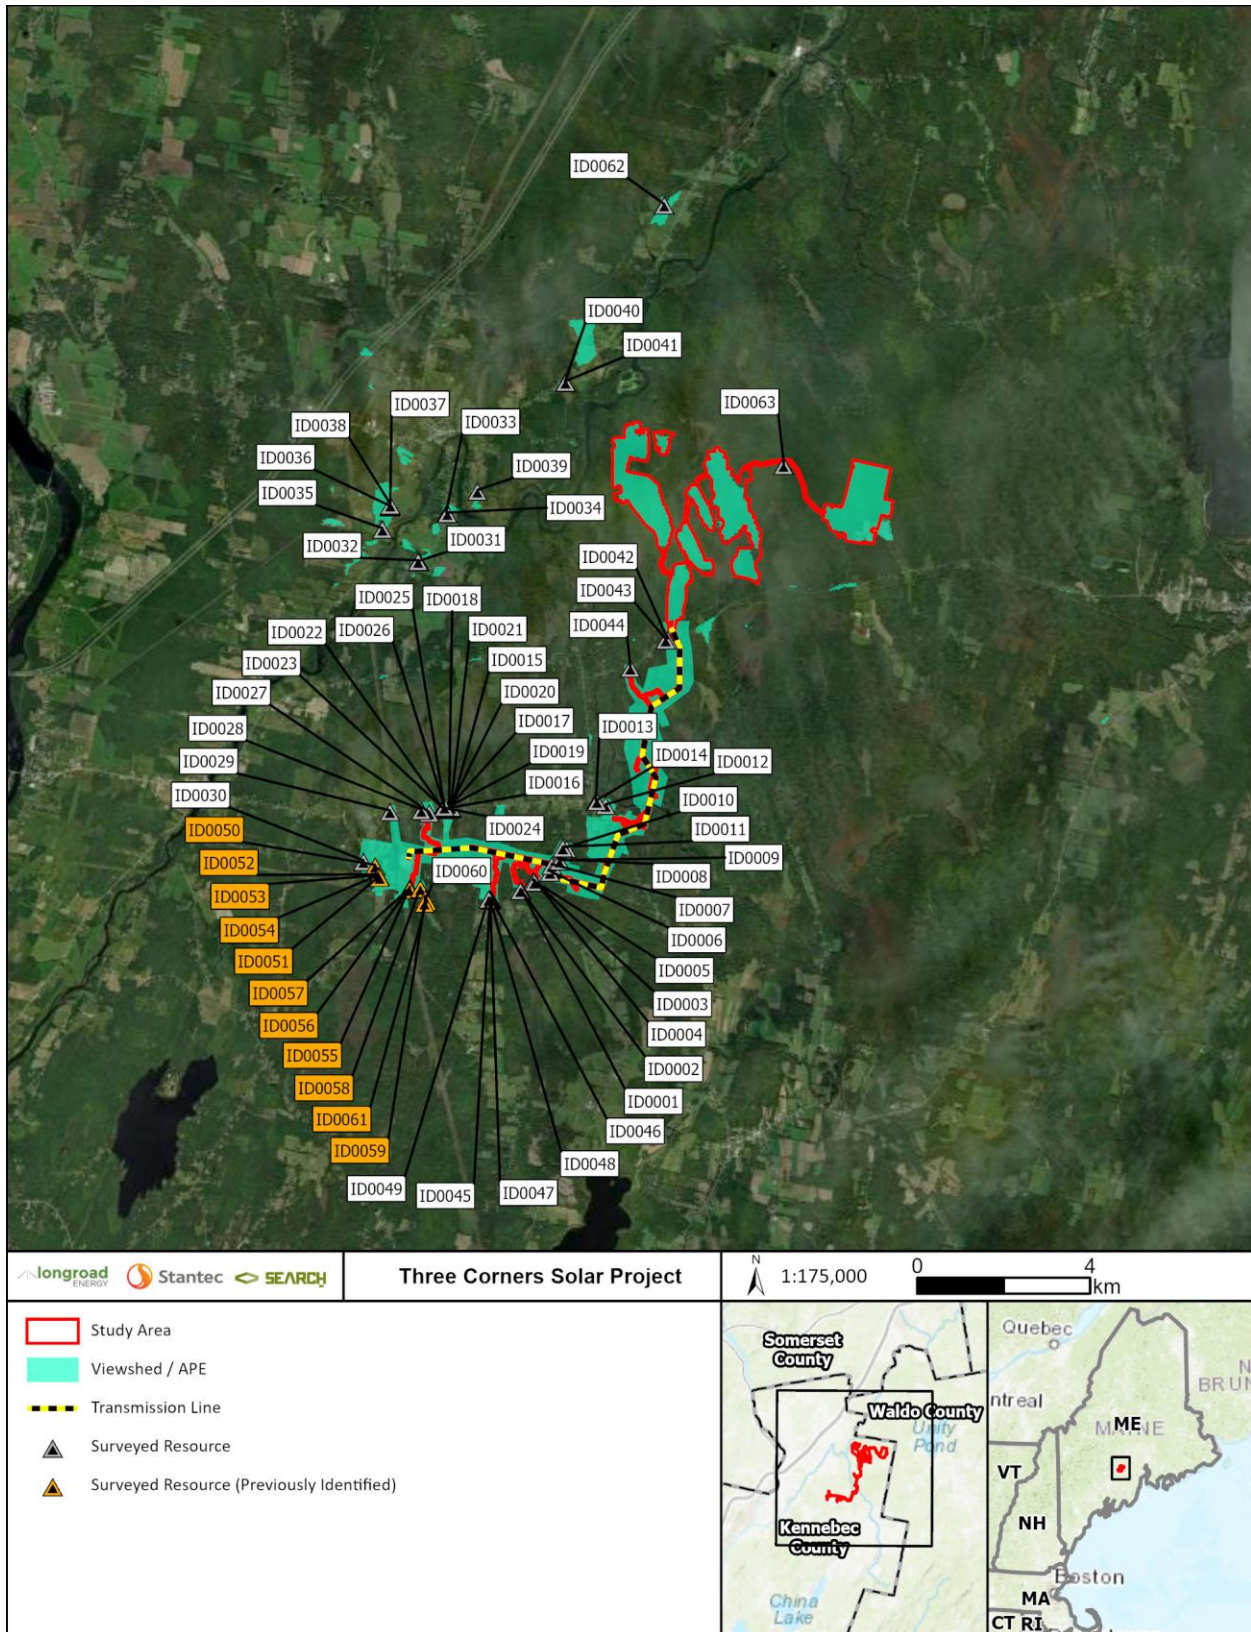 ID0062
ID0040
ID0041
ID0037
ID0063
ID0033
ID0038
ID0036
ID0039
ID0035
ID0034
ID0031
ID0032
ID0042
ID0043
ID0025
ID0018
ID0044
ID0022
ID0026
ID0021
ID0023
ID0015
ID0027
ID0020
ID0017
ID0013
ID0028
ID0019
ID0014
ID0012
ID0029
ID0016
ID0030
ID0010
ID0050
ID0024
ID0011
ID0052
ID0060
ID0009
ID0053
ID0008
ID0054
ID0007
ID0051
ID0006
ID0057
ID0005
ID0056
ID0003
ID0055
ID0004
ID0058
ID0002
ID0061
ID0001
ID0059
ID0046
ID0049
ID0045
ID0047
ID0048
longroad
ENERGY
Stantec
SEARCH
Three Corners Solar Project
N
1:175,000
0
4
km
Study Area
Viewshed / APE
Transmission Line
Surveyed Resource
Surveyed Resource (Previously Identified)
Somerset
County
Waldo County
Unity
Pond
Kennebec
County
China
Lake
Quebec
ntreal
N
BRUN
MAINE
ME
VT
NH
Boston
MA
CT RI